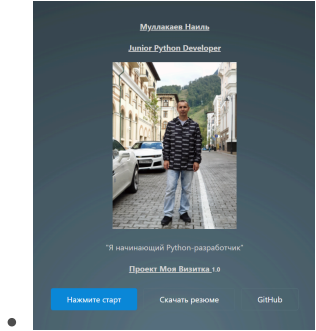 Муллакаев Наиль
Junior Python Developer
"Я начинающий Python-разработчик"
Проект Моя Визитка 1.0
Нажмите старт Скачать резюме GitHub